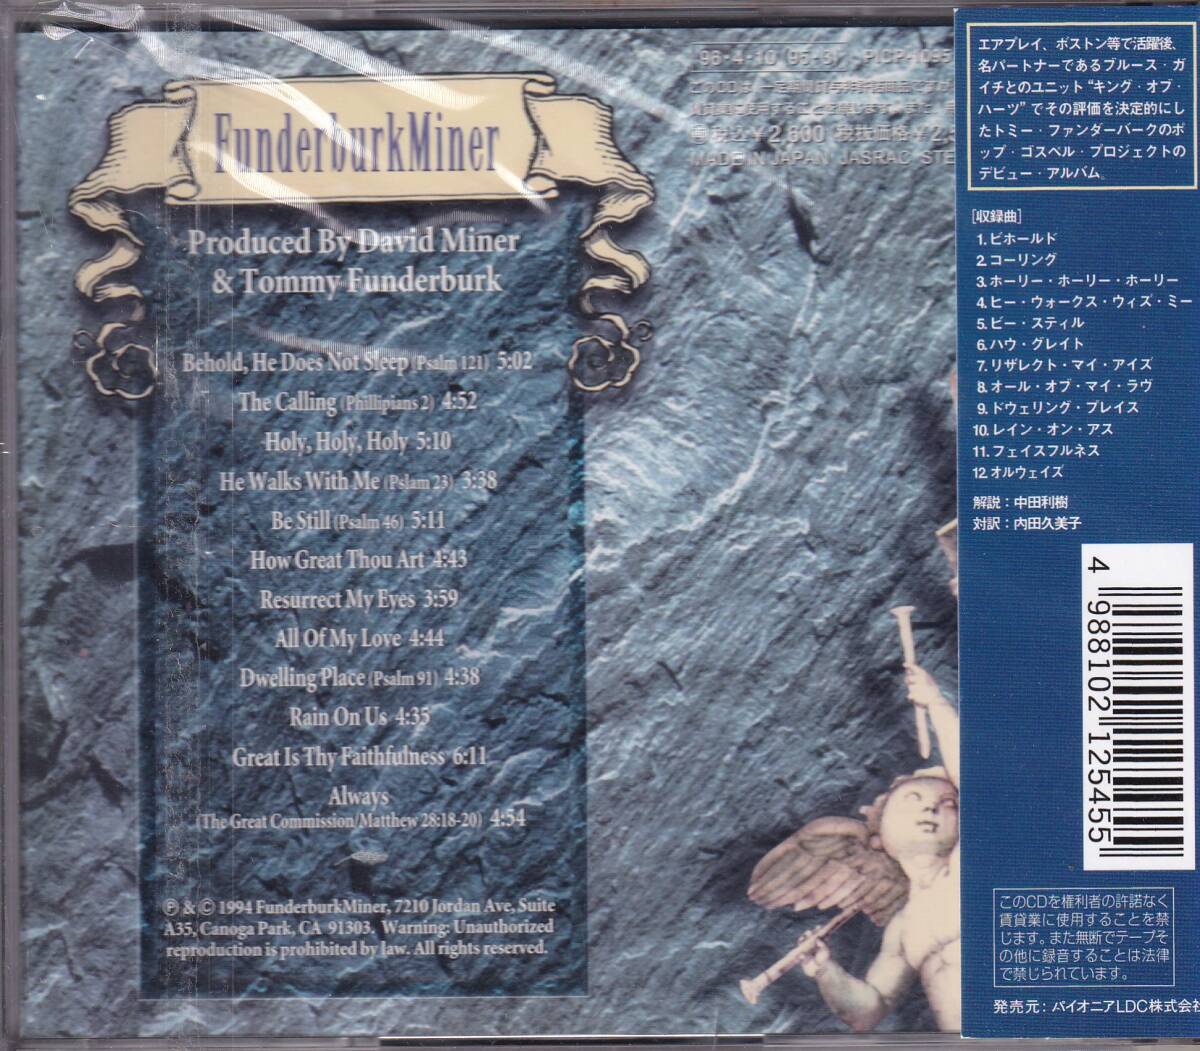 FunderburkMiner
Produced By David Miner
& Tommy Funderburk
Behold, He Does Not Sleep (Psalm 121) 5:02
The Calling (Phillipians 2) 4:52
Holy, Holy, Holy 5:10
He Walks With Me (Pslam 23) 3:38
Be Still (Psalm 46) 5:11
How Great Thou Art 4:43
Resurrect My Eyes 3:59
All Of My Love 4:44
Dwelling Place (Psalm 91) 4:38
Rain On Us 4:35
Great Is Thy Faithfulness 6:11
Always
(The Great Commission/Matthew 28:18-20) 4:54
Ⓟ & © 1994 FunderburkMiner, 7210 Jordan Ave, Suite
A35, Canoga Park, CA 91303. Warning: Unauthorized
reproduction is prohibited by law. All rights reserved.
96・4・10 (95・3)
税込¥2,600 (税抜価格¥2,5
MADE IN JAPAN JASRAC STE
エアプレイ、ボストン等で活躍後、
名パートナーであるブルース・ガ
イチとのユニット“キング・オブ・
ハーツ”でその評価を決定的にし
たトミー・ファンダーバークのポ
ップ・ゴスペル・プロジェクトの
デビュー・アルバム。
[収録曲]
1. ビホールド
2. コーリング
3. ホーリー・ホーリー・ホーリー
4. ヒー・ウォークス・ウィズ・ミー
5. ビー・スティル
6. ハウ・グレイト
7. リザレクト・マイ・アイズ
8. オール・オブ・マイ・ラヴ
9. ドウェリング・プレイス
10. レイン・オン・アス
11. フェイスフルネス
12. オルウェイズ
解説：中田利樹
対訳：内田久美子
4 988102 125455
このCDを権利者の許諾なく
賃貸業に使用することを禁
じます。また無断でテープそ
の他に録音することは法律
で禁じられています。
発売元：パイオニアLDC株式会社